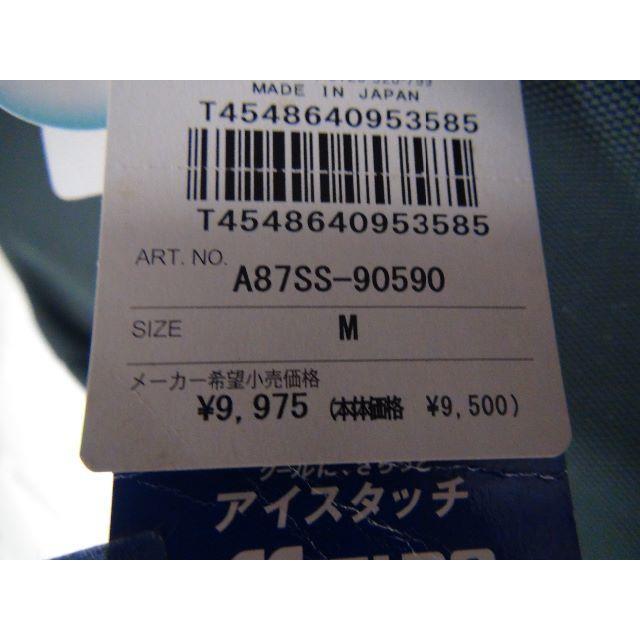 MADE IN JAPAN
T4548640953585
T4548640953585
ART. NO. A87SS-90590
SIZE M
メーカー希望小売価格
¥9,975 (本体価格 ¥9,500)
アイスタッチ